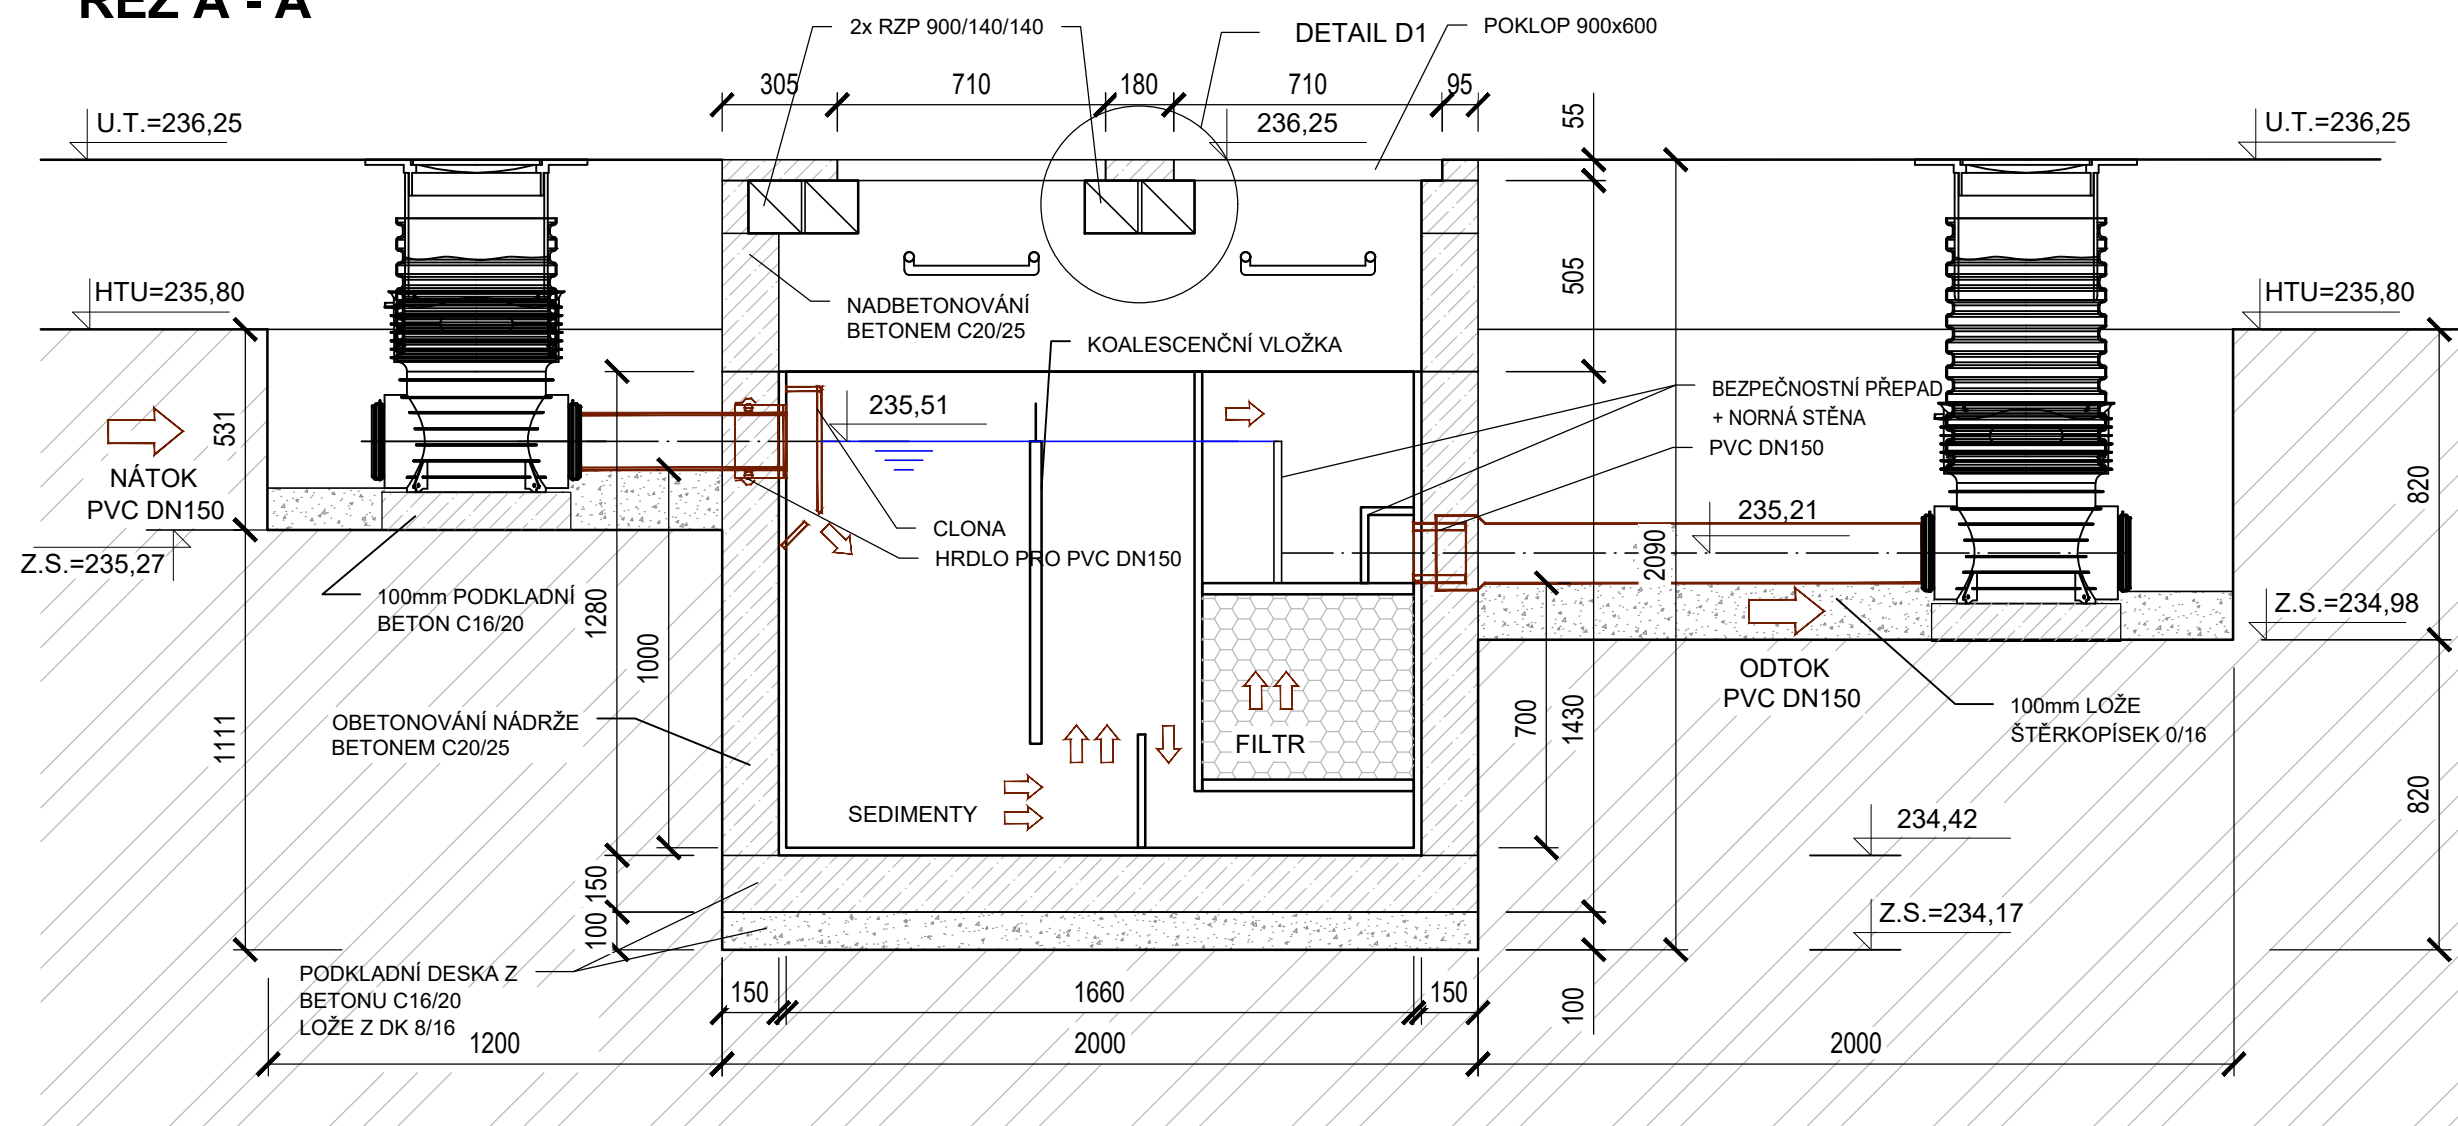 ŘEZ A - A
2x RZP 900/140/140
DETAIL D1
POKLOP 900x600
305
710
180
710
95
55
U.T.=236,25
236,25
U.T.=236,25
505
HTU=235,80
HTU=235,80
NADBETONOVÁNÍ
BETONEM C20/25
KOALESCENČNÍ VLOŽKA
BEZPEČNOSTNÍ PŘEPAD
+ NORNÁ STĚNA
PVC DN150
235,51
531
NÁTOK
PVC DN150
820
235,21
CLONA
HRDLO PRO PVC DN150
2090
Z.S.=235,27
100mm PODKLADNÍ
BETON C16/20
1280
1000
Z.S.=234,98
ODTOK
PVC DN150
700
1430
100mm LOŽE
ŠTĚRKOPÍSEK 0/16
OBETONOVÁNÍ NÁDRŽE
BETONEM C20/25
1111
FILTR
SEDIMENTY
234,42
820
150
100
Z.S.=234,17
PODKLADNÍ DESKA Z
BETONU C16/20
LOŽE Z DK 8/16
150
1660
150
100
1200
2000
2000